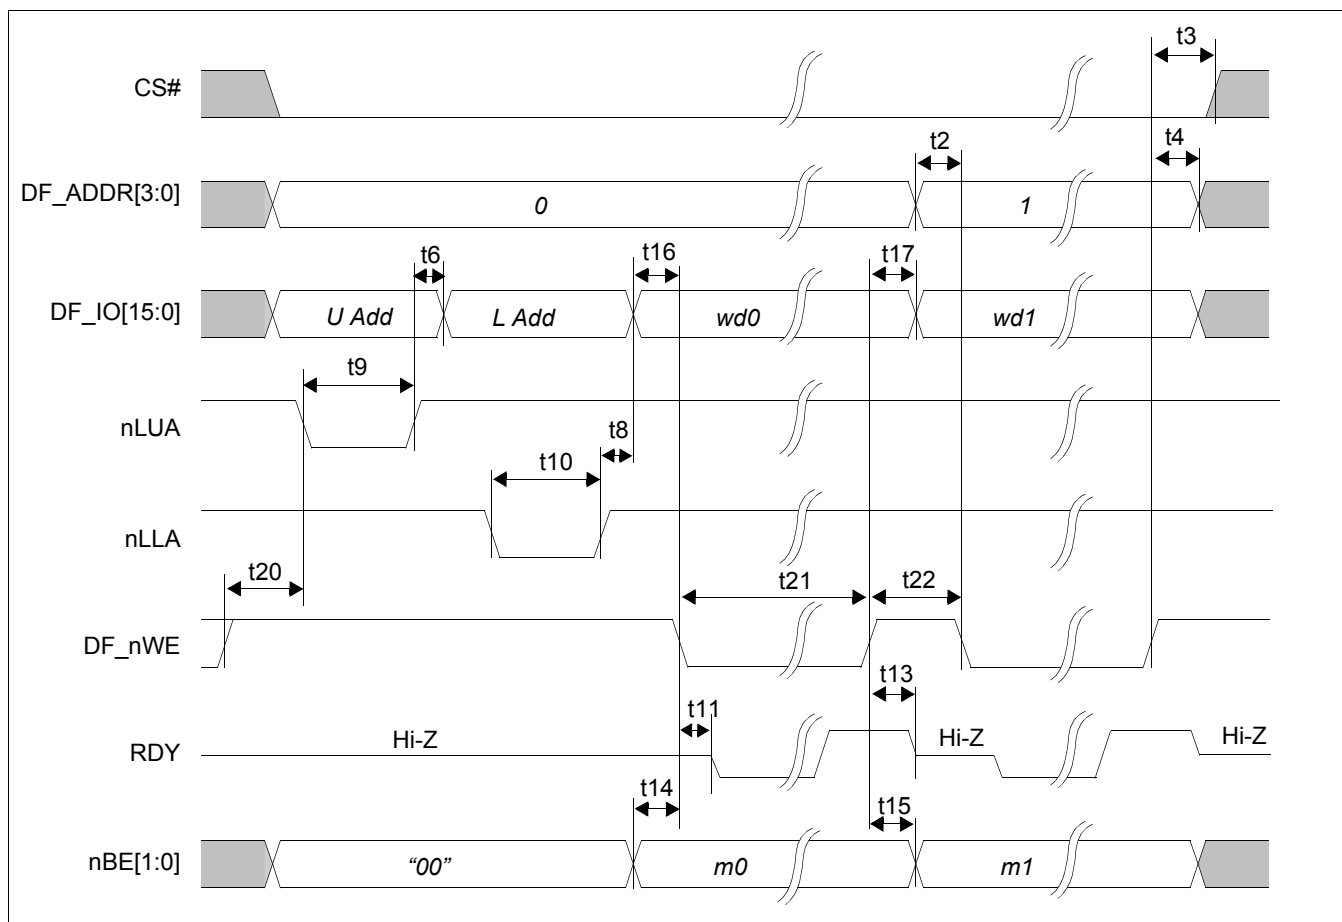 t3
CS#
t2
t4
DF_ADDR[3:0]
0
1
t6
t16
t17
DF_IO[15:0]
U Add
L Add
wd0
wd1
t9
nLUA
t8
t10
nLLA
t20
t21
t22
DF_nWE
t13
t11
RDY
Hi-Z
Hi-Z
Hi-Z
t14
t15
nBE[1:0]
“00”
m0
m1